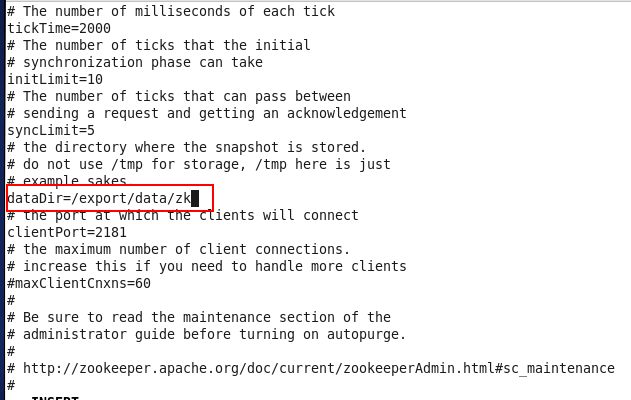 # The number of milliseconds of each tick
tickTime=2000
# The number of ticks that the initial
# synchronization phase can take
initLimit=10
# The number of ticks that can pass between
# sending a request and getting an acknowledgement
syncLimit=5
# the directory where the snapshot is stored.
# do not use /tmp for storage, /tmp here is just
# example sakes.
dataDir=/export/data/zk
# the port at which the clients will connect
clientPort=2181
# the maximum number of client connections.
# increase this if you need to handle more clients
#maxClientCnxns=60
#
# Be sure to read the maintenance section of the
# administrator guide before turning on autopurge.
#
# http://zookeeper.apache.org/doc/current/zookeeperAdmin.html#sc_maintenance
#
-- INSERT --